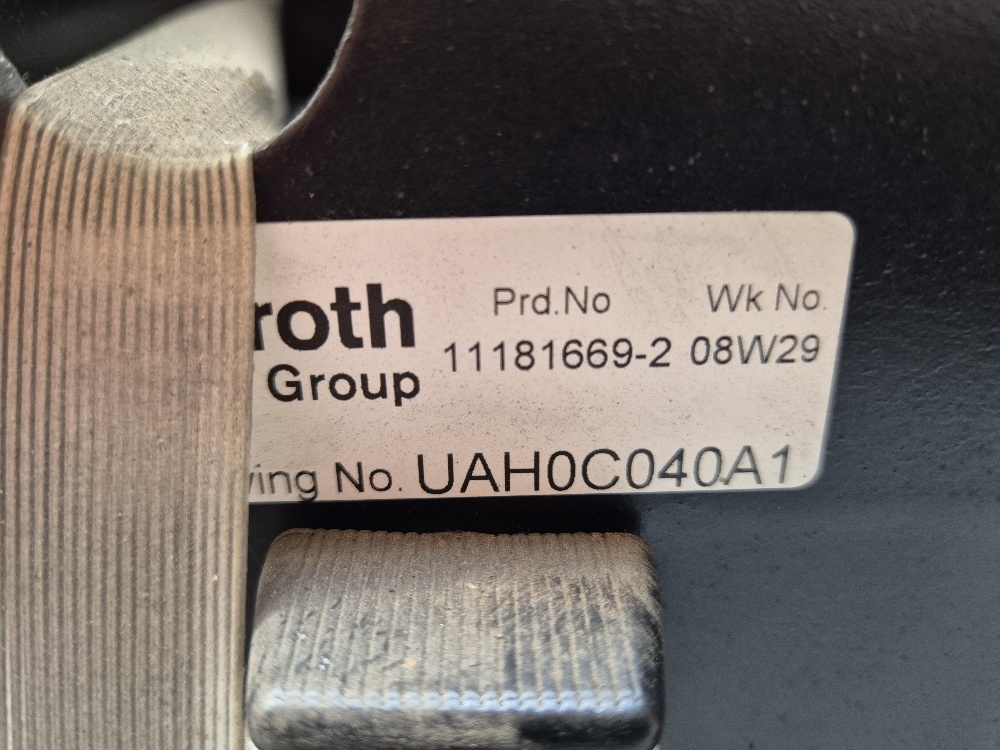 roth Prd.No Wk No.
Group 11181669-2 08W29
ing No. UAH0C040A1